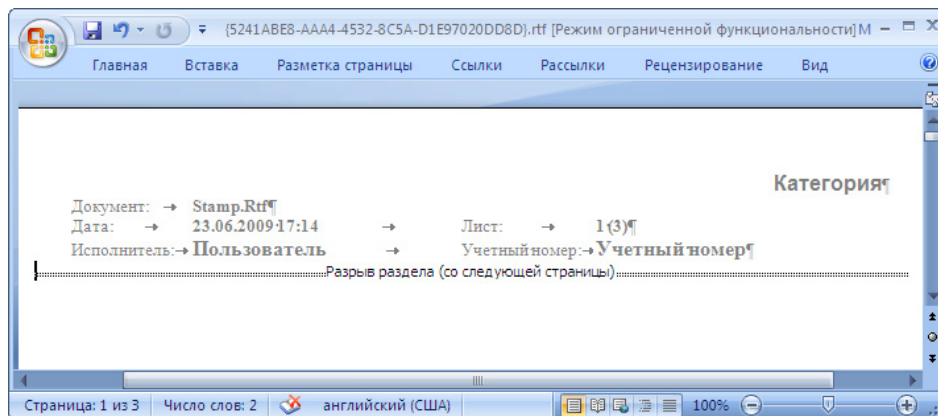 {5241ABE8-AAA4-4532-8C5A-D1E97020DD8D}.rtf [Режим ограниченной функциональности] M
Главная Вставка Разметка страницы Ссылки Рассылки Рецензирование Вид
Категория¶
Документ: → Stamp.Rtf¶
Дата: → 23.06.2009·17:14 → Лист: → 1·(3)¶
Исполнитель:→Пользователь → Учетный·номер:→Учетный·номер¶
Разрыв раздела (со следующей страницы)
Страница: 1 из 3 Число слов: 2 английский (США) 100%